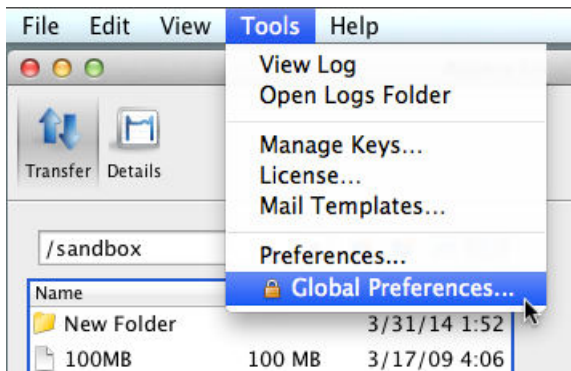 File Edit View Tools Help
View Log
Open Logs Folder
Transfer Details
Manage Keys...
License...
Mail Templates...
/sandbox
Preferences...
Global Preferences...
Name
New Folder 3/31/14 1:52
100MB 100 MB 3/17/09 4:06